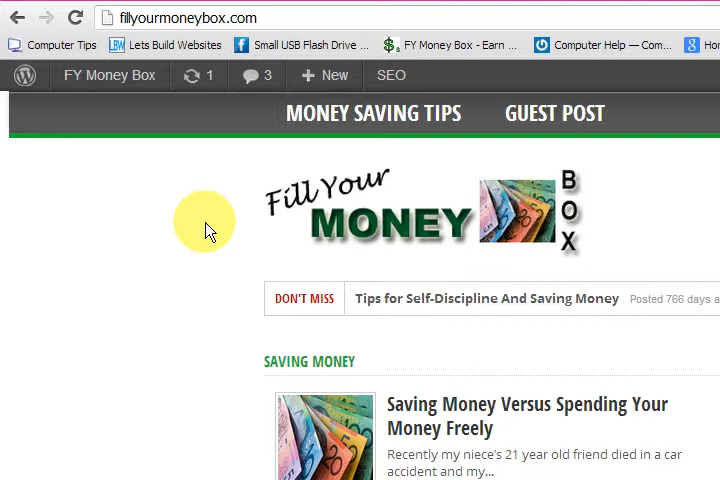 fillyourmoneybox.com
Computer Tips Lets Build Websites Small USB Flash Drive ... FY Money Box - Earn ... Computer Help — Com... Hor
FY Money Box 1 3 New SEO
MONEY SAVING TIPS GUEST POST
Fill Your
MONEY
BOX
DON'T MISS Tips for Self-Discipline And Saving Money Posted 766 days a
SAVING MONEY
Saving Money Versus Spending Your
Money Freely
Recently my niece's 21 year old friend died in a car
accident and my...